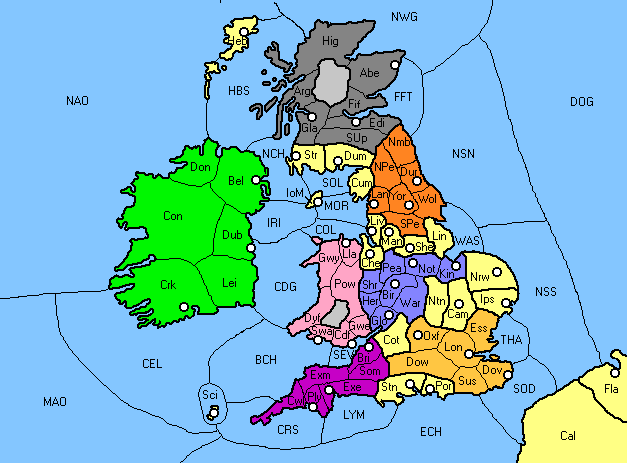 NWG
Hig
Heb
Abe
HBS
NAO
Arg
FFT
DOG
Fif
Gla
Edi
SUp
Nmb
NCH
Str
Dum
NSN
Don
NPe
Dur
Bel
SOL
Cum
IoM
MOR
Lan
Yor
Wol
Con
IRI
SPe
COL
Liv
Lin
Dub
Man
WAS
She
Gwy
Lla
Che
Pea
Not
Kin
Nrw
Crk
Lei
CDG
Pow
Shr
Bir
NSS
Her
War
Ntn
Ips
Cam
Dyf
Gwe
Glo
Ess
Swa
Cdf
Cot
Oxf
THA
SEV
Bri
Lon
CEL
BCH
Som
Dow
Exm
Dov
Exe
Sus
SOD
Fla
Sci
Cw
Ply
Stn
Por
MAO
LYM
CRS
ECH
Cal